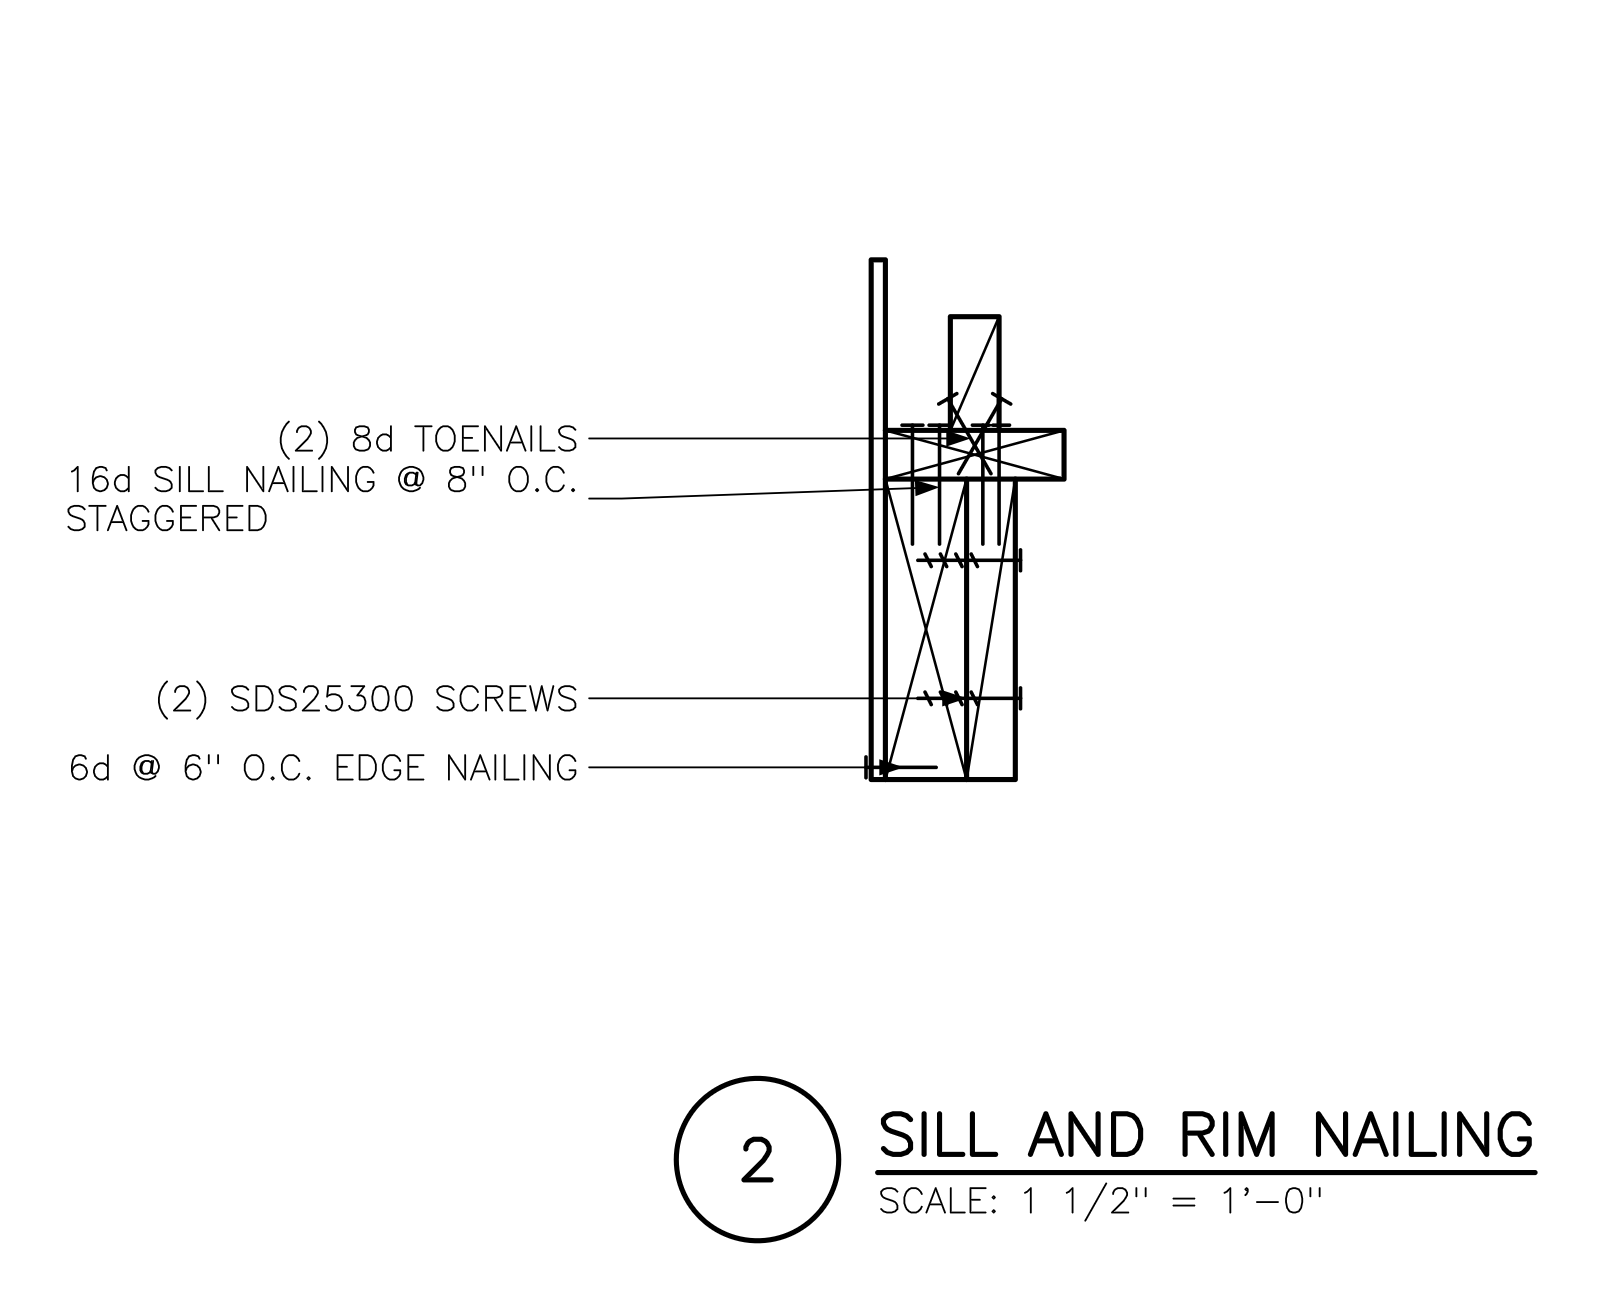 (2) 8d TOENAILS
16d SILL NAILING @ 8" O.C.
STAGGERED
(2) SDS25300 SCREWS
6d @ 6" O.C. EDGE NAILING
2
SILL AND RIM NAILING
SCALE: 1 1/2" = 1'-0"